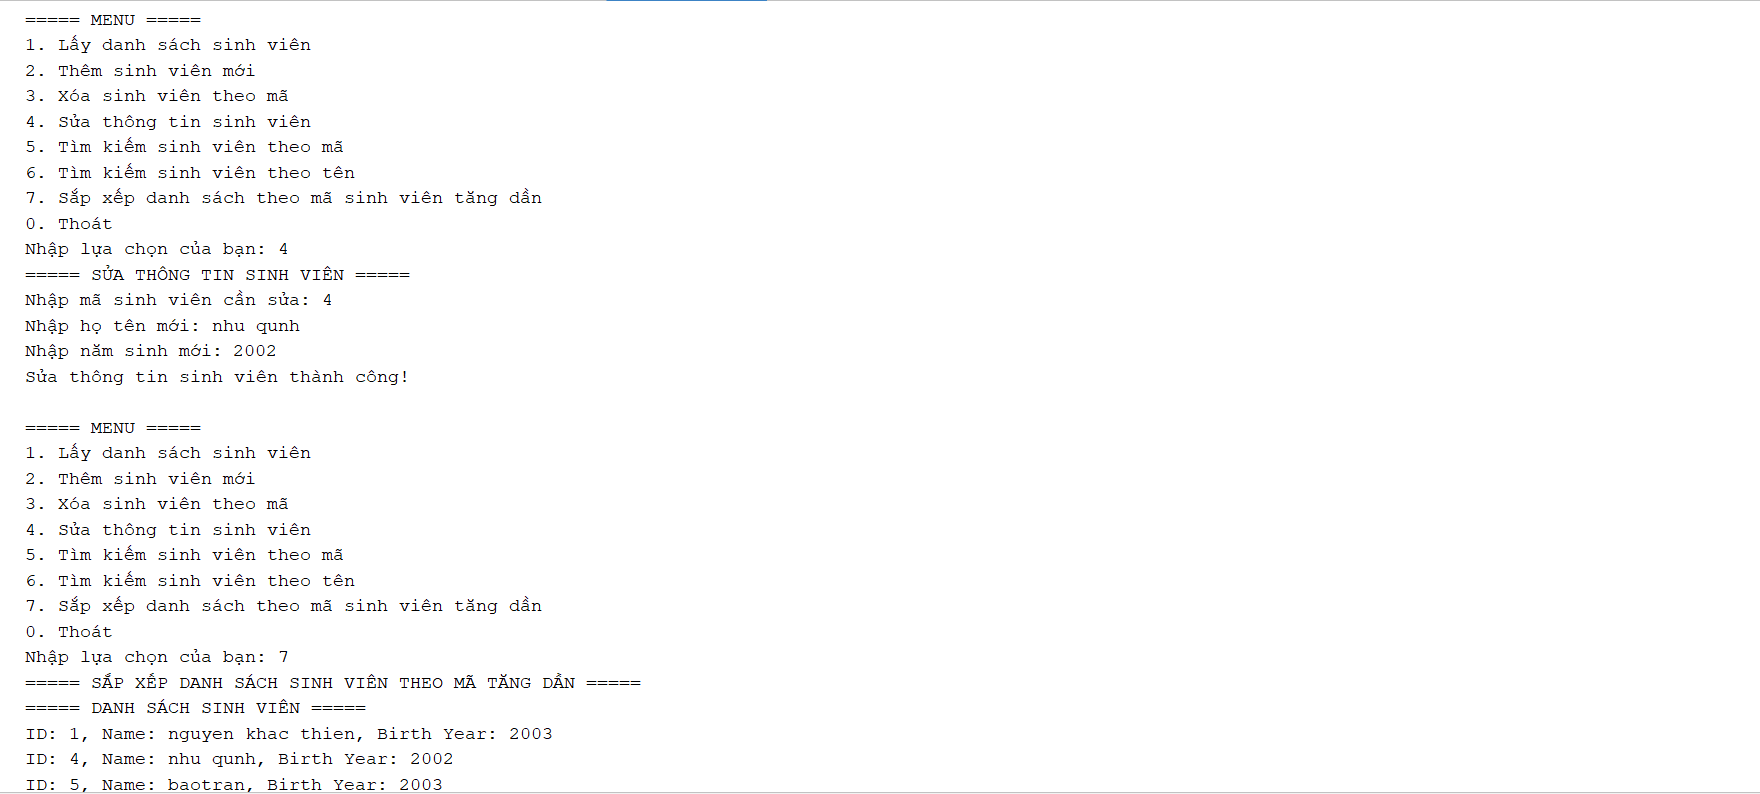 ===== MENU =====
1. Lấy danh sách sinh viên
2. Thêm sinh viên mới
3. Xóa sinh viên theo mã
4. Sửa thông tin sinh viên
5. Tìm kiếm sinh viên theo mã
6. Tìm kiếm sinh viên theo tên
7. Sắp xếp danh sách theo mã sinh viên tăng dần
0. Thoát
Nhập lựa chọn của bạn: 4
===== SỬA THÔNG TIN SINH VIÊN =====
Nhập mã sinh viên cần sửa: 4
Nhập họ tên mới: nhu qunh
Nhập năm sinh mới: 2002
Sửa thông tin sinh viên thành công!

===== MENU =====
1. Lấy danh sách sinh viên
2. Thêm sinh viên mới
3. Xóa sinh viên theo mã
4. Sửa thông tin sinh viên
5. Tìm kiếm sinh viên theo mã
6. Tìm kiếm sinh viên theo tên
7. Sắp xếp danh sách theo mã sinh viên tăng dần
0. Thoát
Nhập lựa chọn của bạn: 7
===== SẮP XẾP DANH SÁCH SINH VIÊN THEO MÃ TĂNG DẦN =====
===== DANH SÁCH SINH VIÊN =====
ID: 1, Name: nguyen khac thien, Birth Year: 2003
ID: 4, Name: nhu qunh, Birth Year: 2002
ID: 5, Name: baotran, Birth Year: 2003